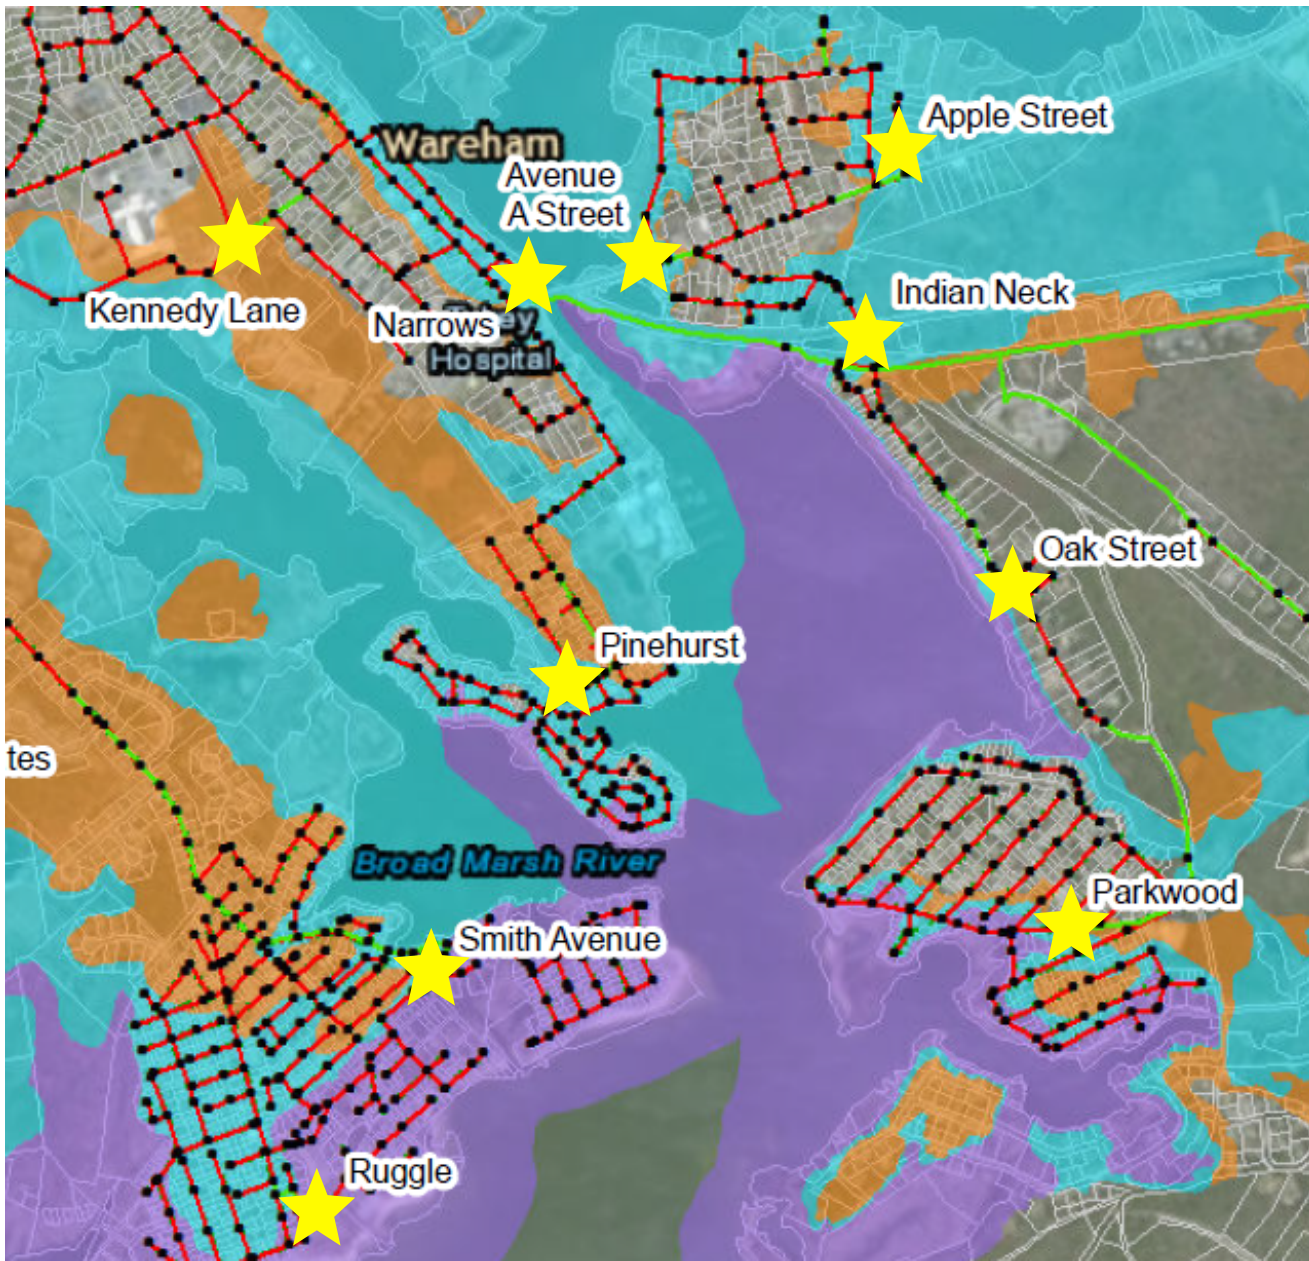 Wareham
Apple Street
Avenue
A Street
Indian Neck
Kennedy Lane
Narrows
Hospital
Oak Street
Pinehurst
tes
Broad Marsh River
Parkwood
Smith Avenue
Ruggle